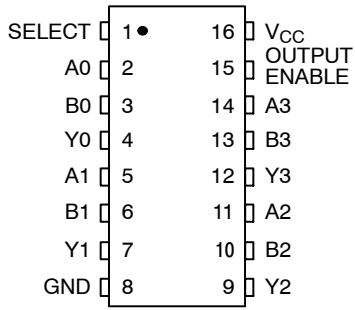 SELECT 1 16 VCC
A0 2 15 OUTPUT ENABLE
B0 3 14 A3
Y0 4 13 B3
A1 5 12 Y3
B1 6 11 A2
Y1 7 10 B2
GND 8 9 Y2